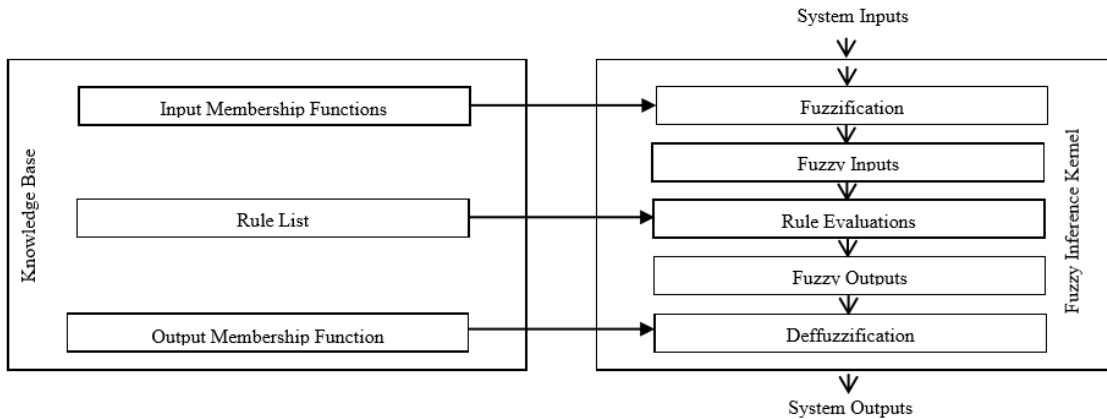 System Inputs
Knowledge Base
Input Membership Functions
Rule List
Output Membership Function
Fuzzification
Fuzzy Inputs
Rule Evaluations
Fuzzy Outputs
Deffuzzification
Fuzzy Inference Kernel
System Outputs